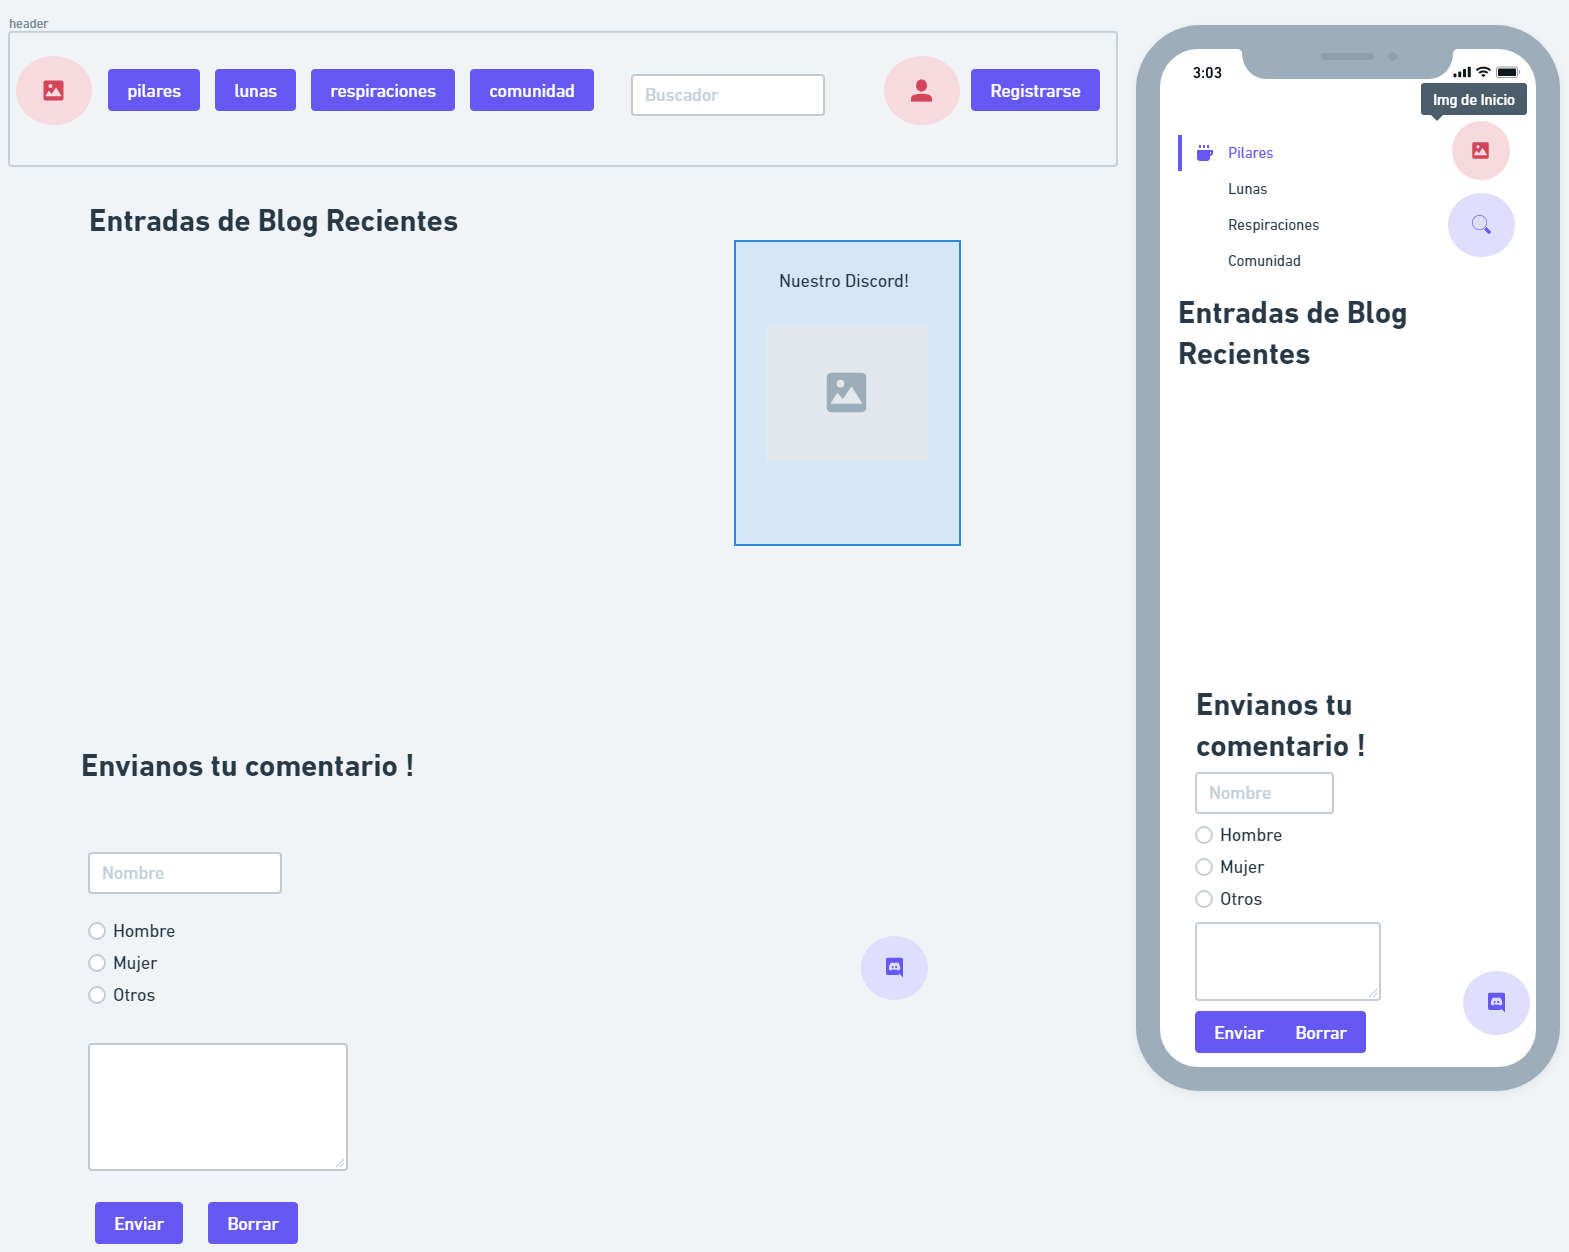 header
pilares
lunas
respiraciones
comunidad
Buscador
Registrarse
Entradas de Blog Recientes
Nuestro Discord!
Envianos tu comentario !
Nombre
Hombre
Mujer
Otros
Enviar
Borrar
3:03
Img de Inicio
Pilares
Lunas
Respiraciones
Comunidad
Entradas de Blog
Recientes
Envianos tu
comentario !
Nombre
Hombre
Mujer
Otros
Enviar
Borrar